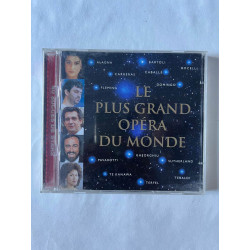 ALAGNA
BARTOLI
BOCELLI
CARRERAS
CABALLÉ
DOMINGO
FLEMING
LE
PLUS GRAND
OPÉRA
DU MONDE
PAVAROTTI
GHEORGHIU
SUTHERLAND
TE KANAWA
TERFEL
TEBALDI